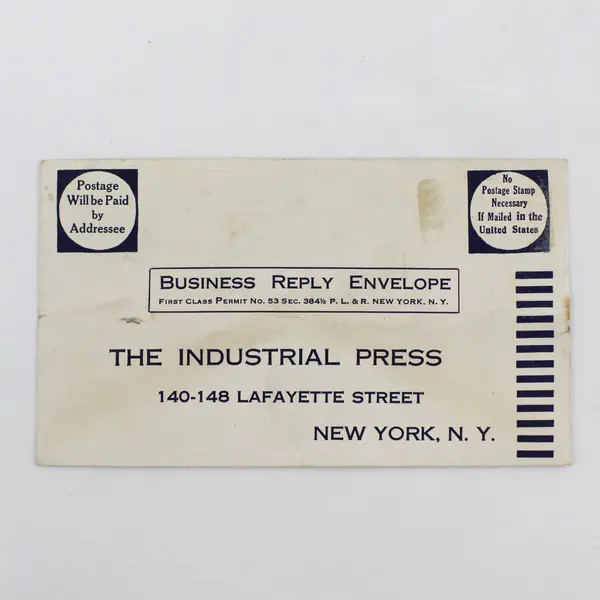 Postage
Will be Paid
by
Addressee
No
Postage Stamp
Necessary
If Mailed in the
United States
BUSINESS REPLY ENVELOPE
FIRST CLASS PERMIT NO. 53 SEC. 384½ P. L. & R. NEW YORK, N. Y.
THE INDUSTRIAL PRESS
140-148 LAFAYETTE STREET
NEW YORK, N. Y.